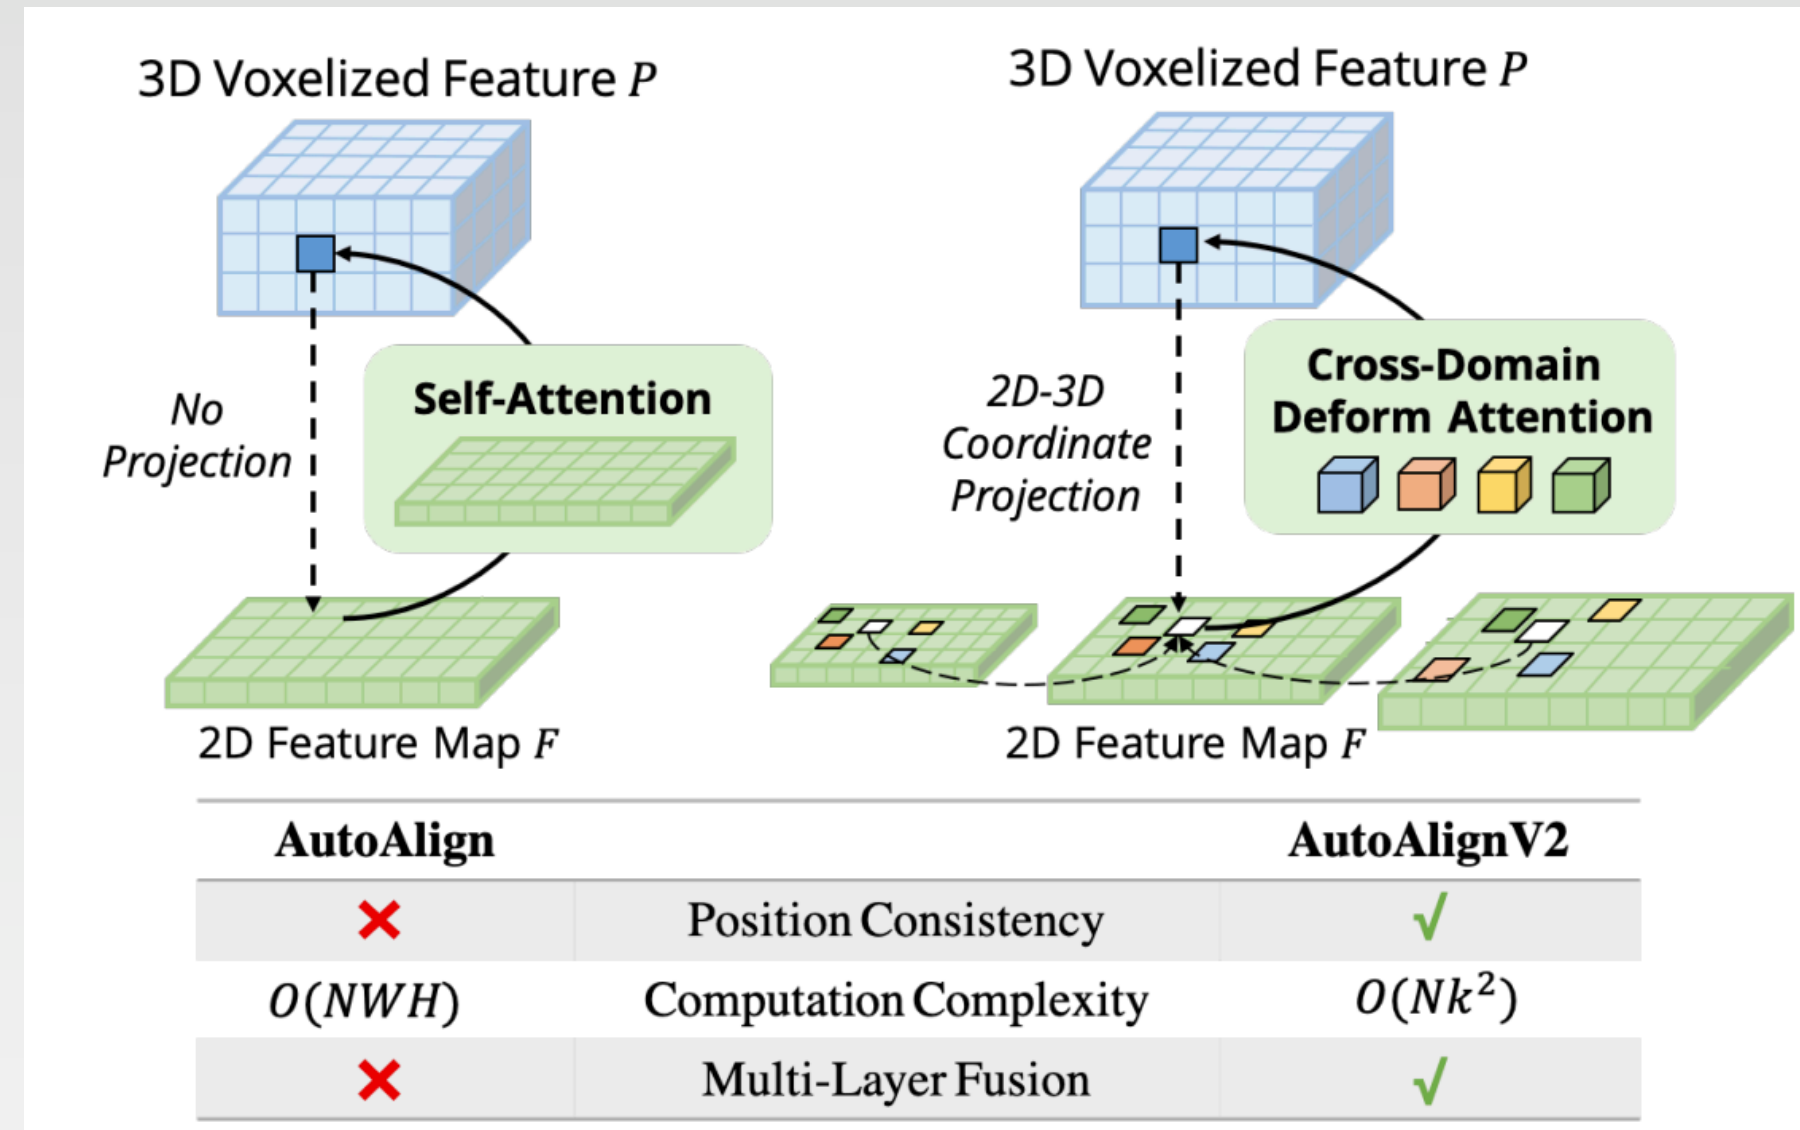 3D Voxelized Feature P
No
Projection
Self-Attention
2D Feature Map F
3D Voxelized Feature P
2D-3D
Coordinate
Projection
Cross-Domain
Deform Attention
2D Feature Map F
AutoAlign AutoAlignV2
✕ Position Consistency √
O(NWH) Computation Complexity O(Nk²)
✕ Multi-Layer Fusion √